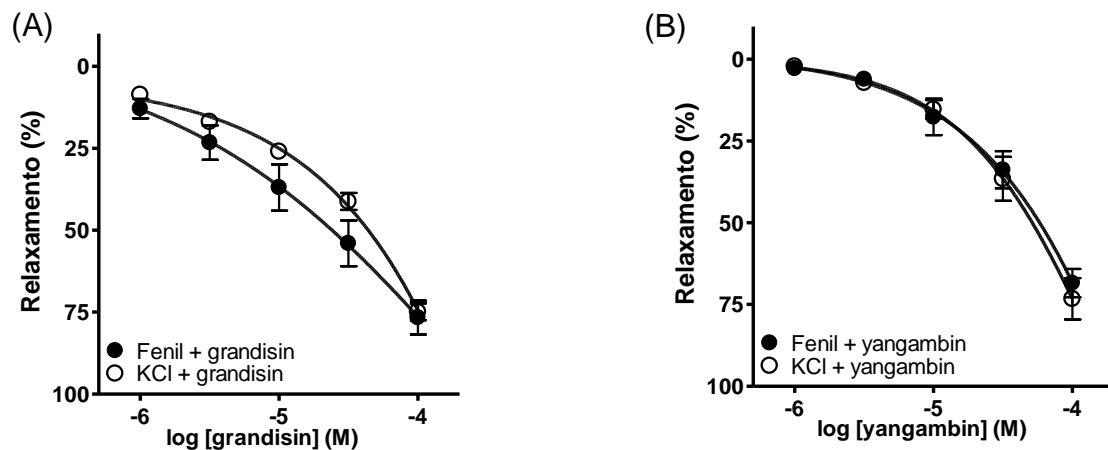 (A)
Relaxamento (%)
0
25
50
75
100
Fenil + grandisin
KCl + grandisin
-6
-5
-4
log [grandisin] (M)
(B)
Relaxamento (%)
0
25
50
75
100
Fenil + yangambin
KCl + yangambin
-6
-5
-4
log [yangambin] (M)